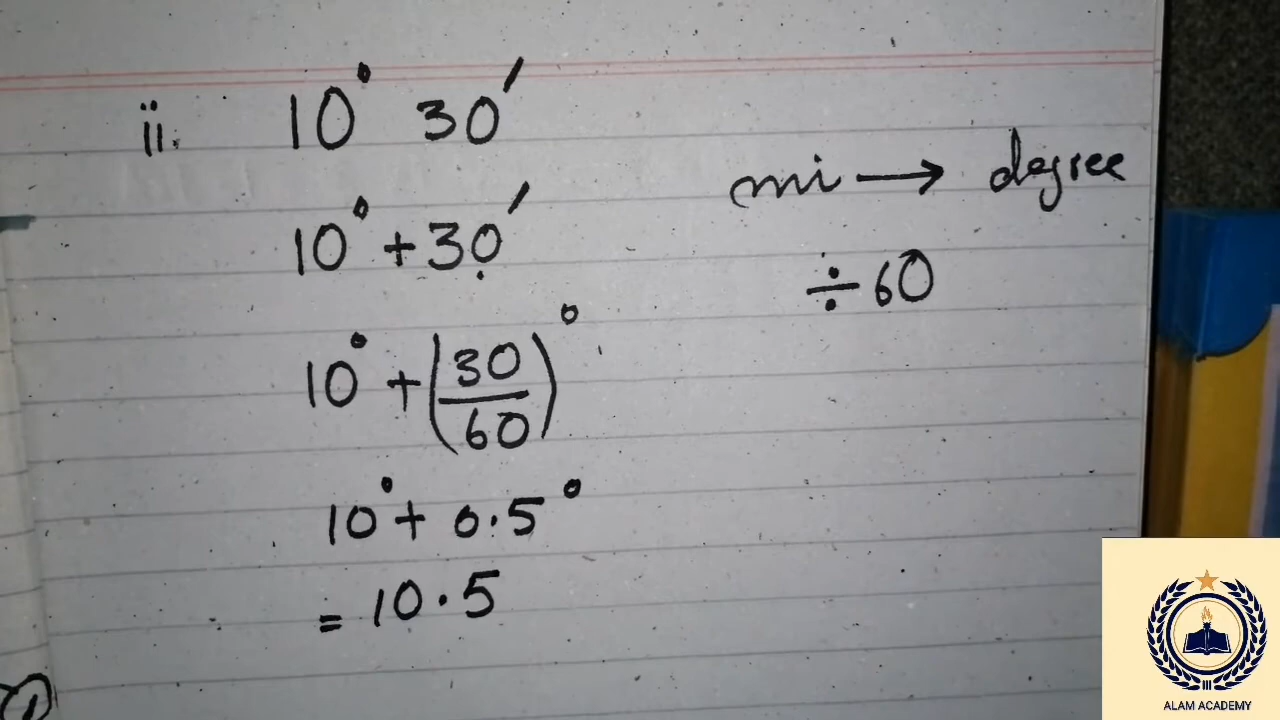 ii. 10° 30′
10° + 30′
mi → degree
÷ 60
10° + (30/60)°
10° + 0.5°
= 10.5
ALAM ACADEMY